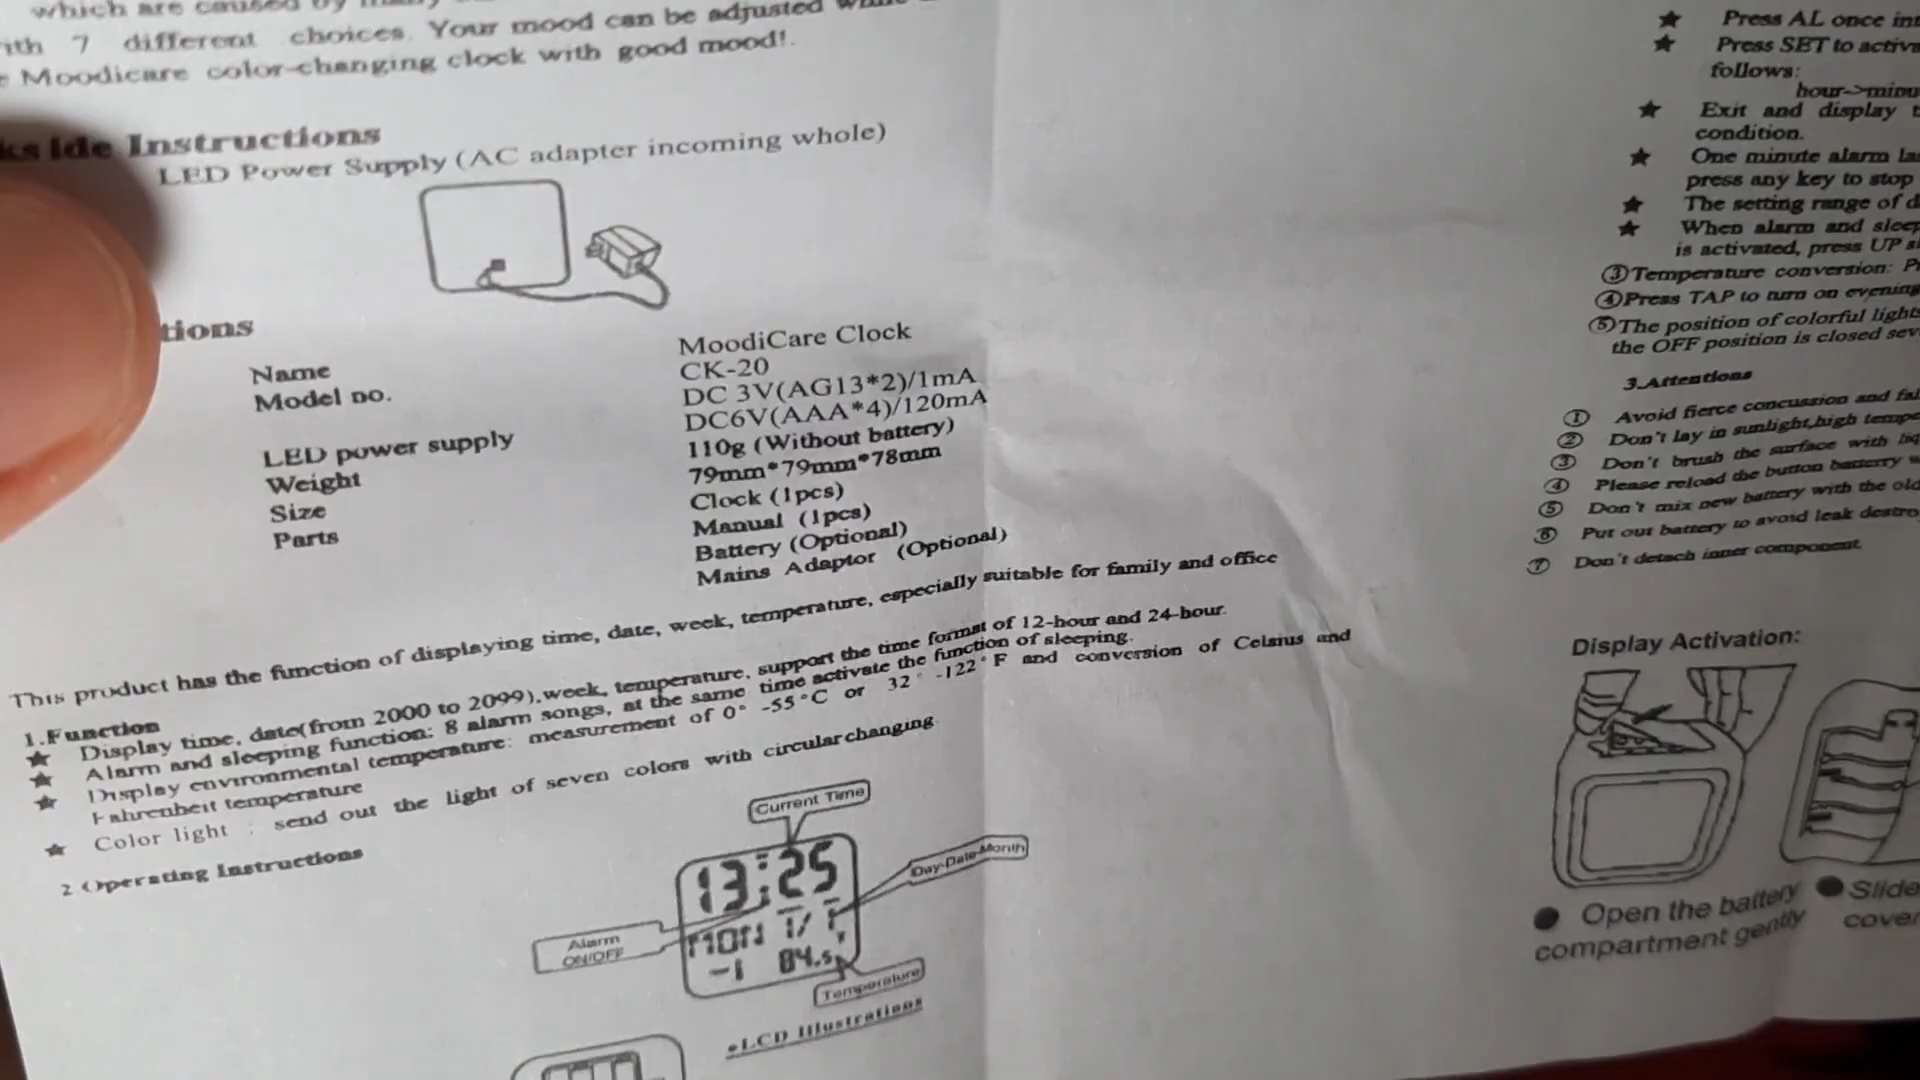 which are caused by many
with 7 different choices. Your mood can be adjusted while
Moodicare color-changing clock with good mood!.
Instructions
LED Power Supply (AC adapter incoming whole)
tions
Name MoodiCare Clock
Model no. CK-20
DC 3V(AG13*2)/1mA
LED power supply DC6V(AAA*4)/120mA
Weight 110g (Without battery)
Size 79mm*79mm*78mm
Parts Clock (1pcs)
Manual (1pcs)
Battery (Optional)
Mains Adaptor (Optional)
This product has the function of displaying time, date, week, temperature, especially suitable for family and office
1.Function
★ Display time, date(from 2000 to 2099),week, temperature, support the time format of 12-hour and 24-hour.
★ Alarm and sleeping function: 8 alarm songs, at the same time activate the function of sleeping.
★ Display environmental temperature: measurement of 0° -55°C or 32° -122°F and conversion of Celsius and
Fahrenheit temperature
★ Color light : send out the light of seven colors with circular changing.
2 Operating Instructions
Current Time
13:25
Day-Date-Month
Alarm
ON/OFF
MON 1/ 1
-1 84.5
Temperature
LCD Illustrations
★ Press AL once
★ Press SET to
follows:
hour->
★ Exit and display
condition.
★ One minute alarm
press any key to stop
★ The setting range of
★ When alarm and
is activated, press UP
③Temperature conversion:
④Press TAP to turn on evening
⑤The position of colorful lights
the OFF position is closed
3.Attentions
① Avoid fierce concussion and
② Don't lay in sunlight,high
③ Don't brush the surface with
④ Please reload the button batterry
⑤ Don't mix new battery with the old
⑥ Put out battery to avoid leak
⑦ Don't detach inner component.
Display Activation:
● Open the battery
compartment gently
● Slide
cover